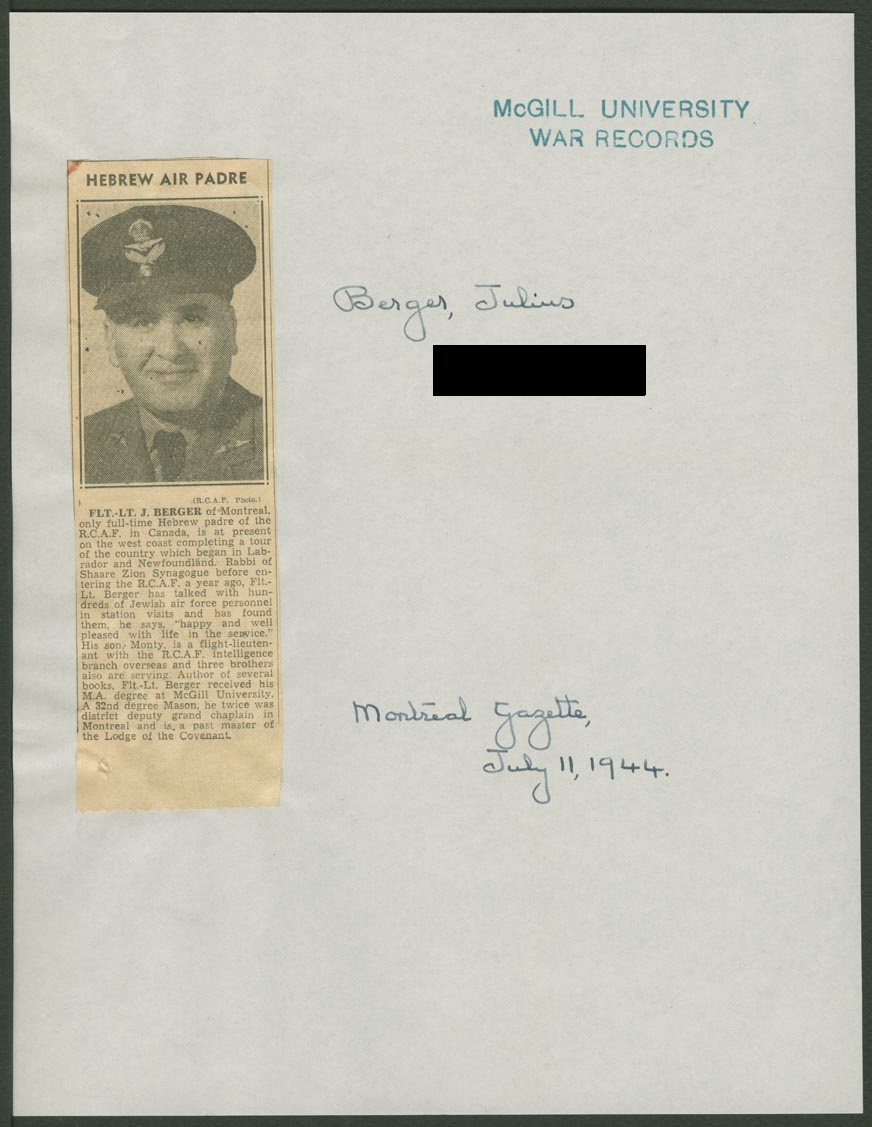 McGILL UNIVERSITY
WAR RECORDS
HEBREW AIR PADRE
(R.C.A.F. Photo.)
FLT.-LT. J. BERGER of Montreal,
only full-time Hebrew padre of the
R.C.A.F. in Canada, is at present
on the west coast completing a tour
of the country which began in Lab-
rador and Newfoundland. Rabbi of
Shaare Zion Synagogue before en-
tering the R.C.A.F. a year ago, Flt.-
Lt. Berger has talked with hun-
dreds of Jewish air force personnel
in station visits and has found
them, he says, "happy and well
pleased with life in the service."
His son, Monty, is a flight-lieuten-
ant with the R.C.A.F. intelligence
branch overseas and three brothers
also are serving. Author of several
books, Flt.-Lt. Berger received his
M.A. degree at McGill University.
A 32nd degree Mason, he twice was
district deputy grand chaplain in
Montreal and is a past master of
the Lodge of the Covenant.
Berger, Julius
Montreal Gazette,
July 11, 1944.